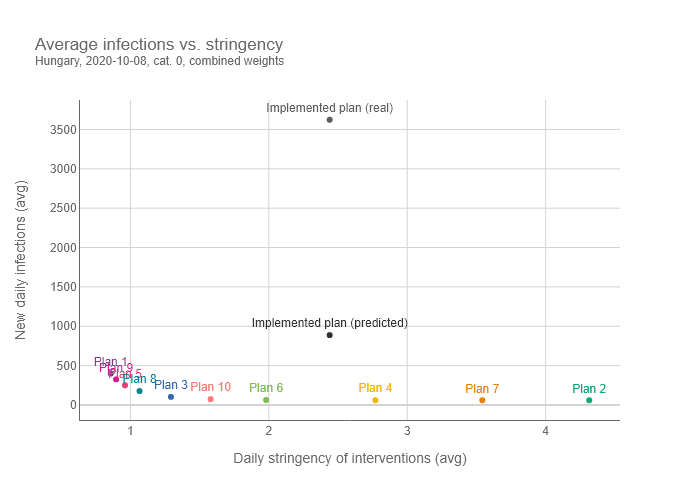 Average infections vs. stringency
Hungary, 2020-10-08, cat. 0, combined weights
New daily infections (avg)
3500
3000
2500
2000
1500
1000
500
0
Implemented plan (real)
Implemented plan (predicted)
Plan 1
Plan 9
Plan 5
Plan 8
Plan 3
Plan 10
Plan 6
Plan 4
Plan 7
Plan 2
1
2
3
4
Daily stringency of interventions (avg)